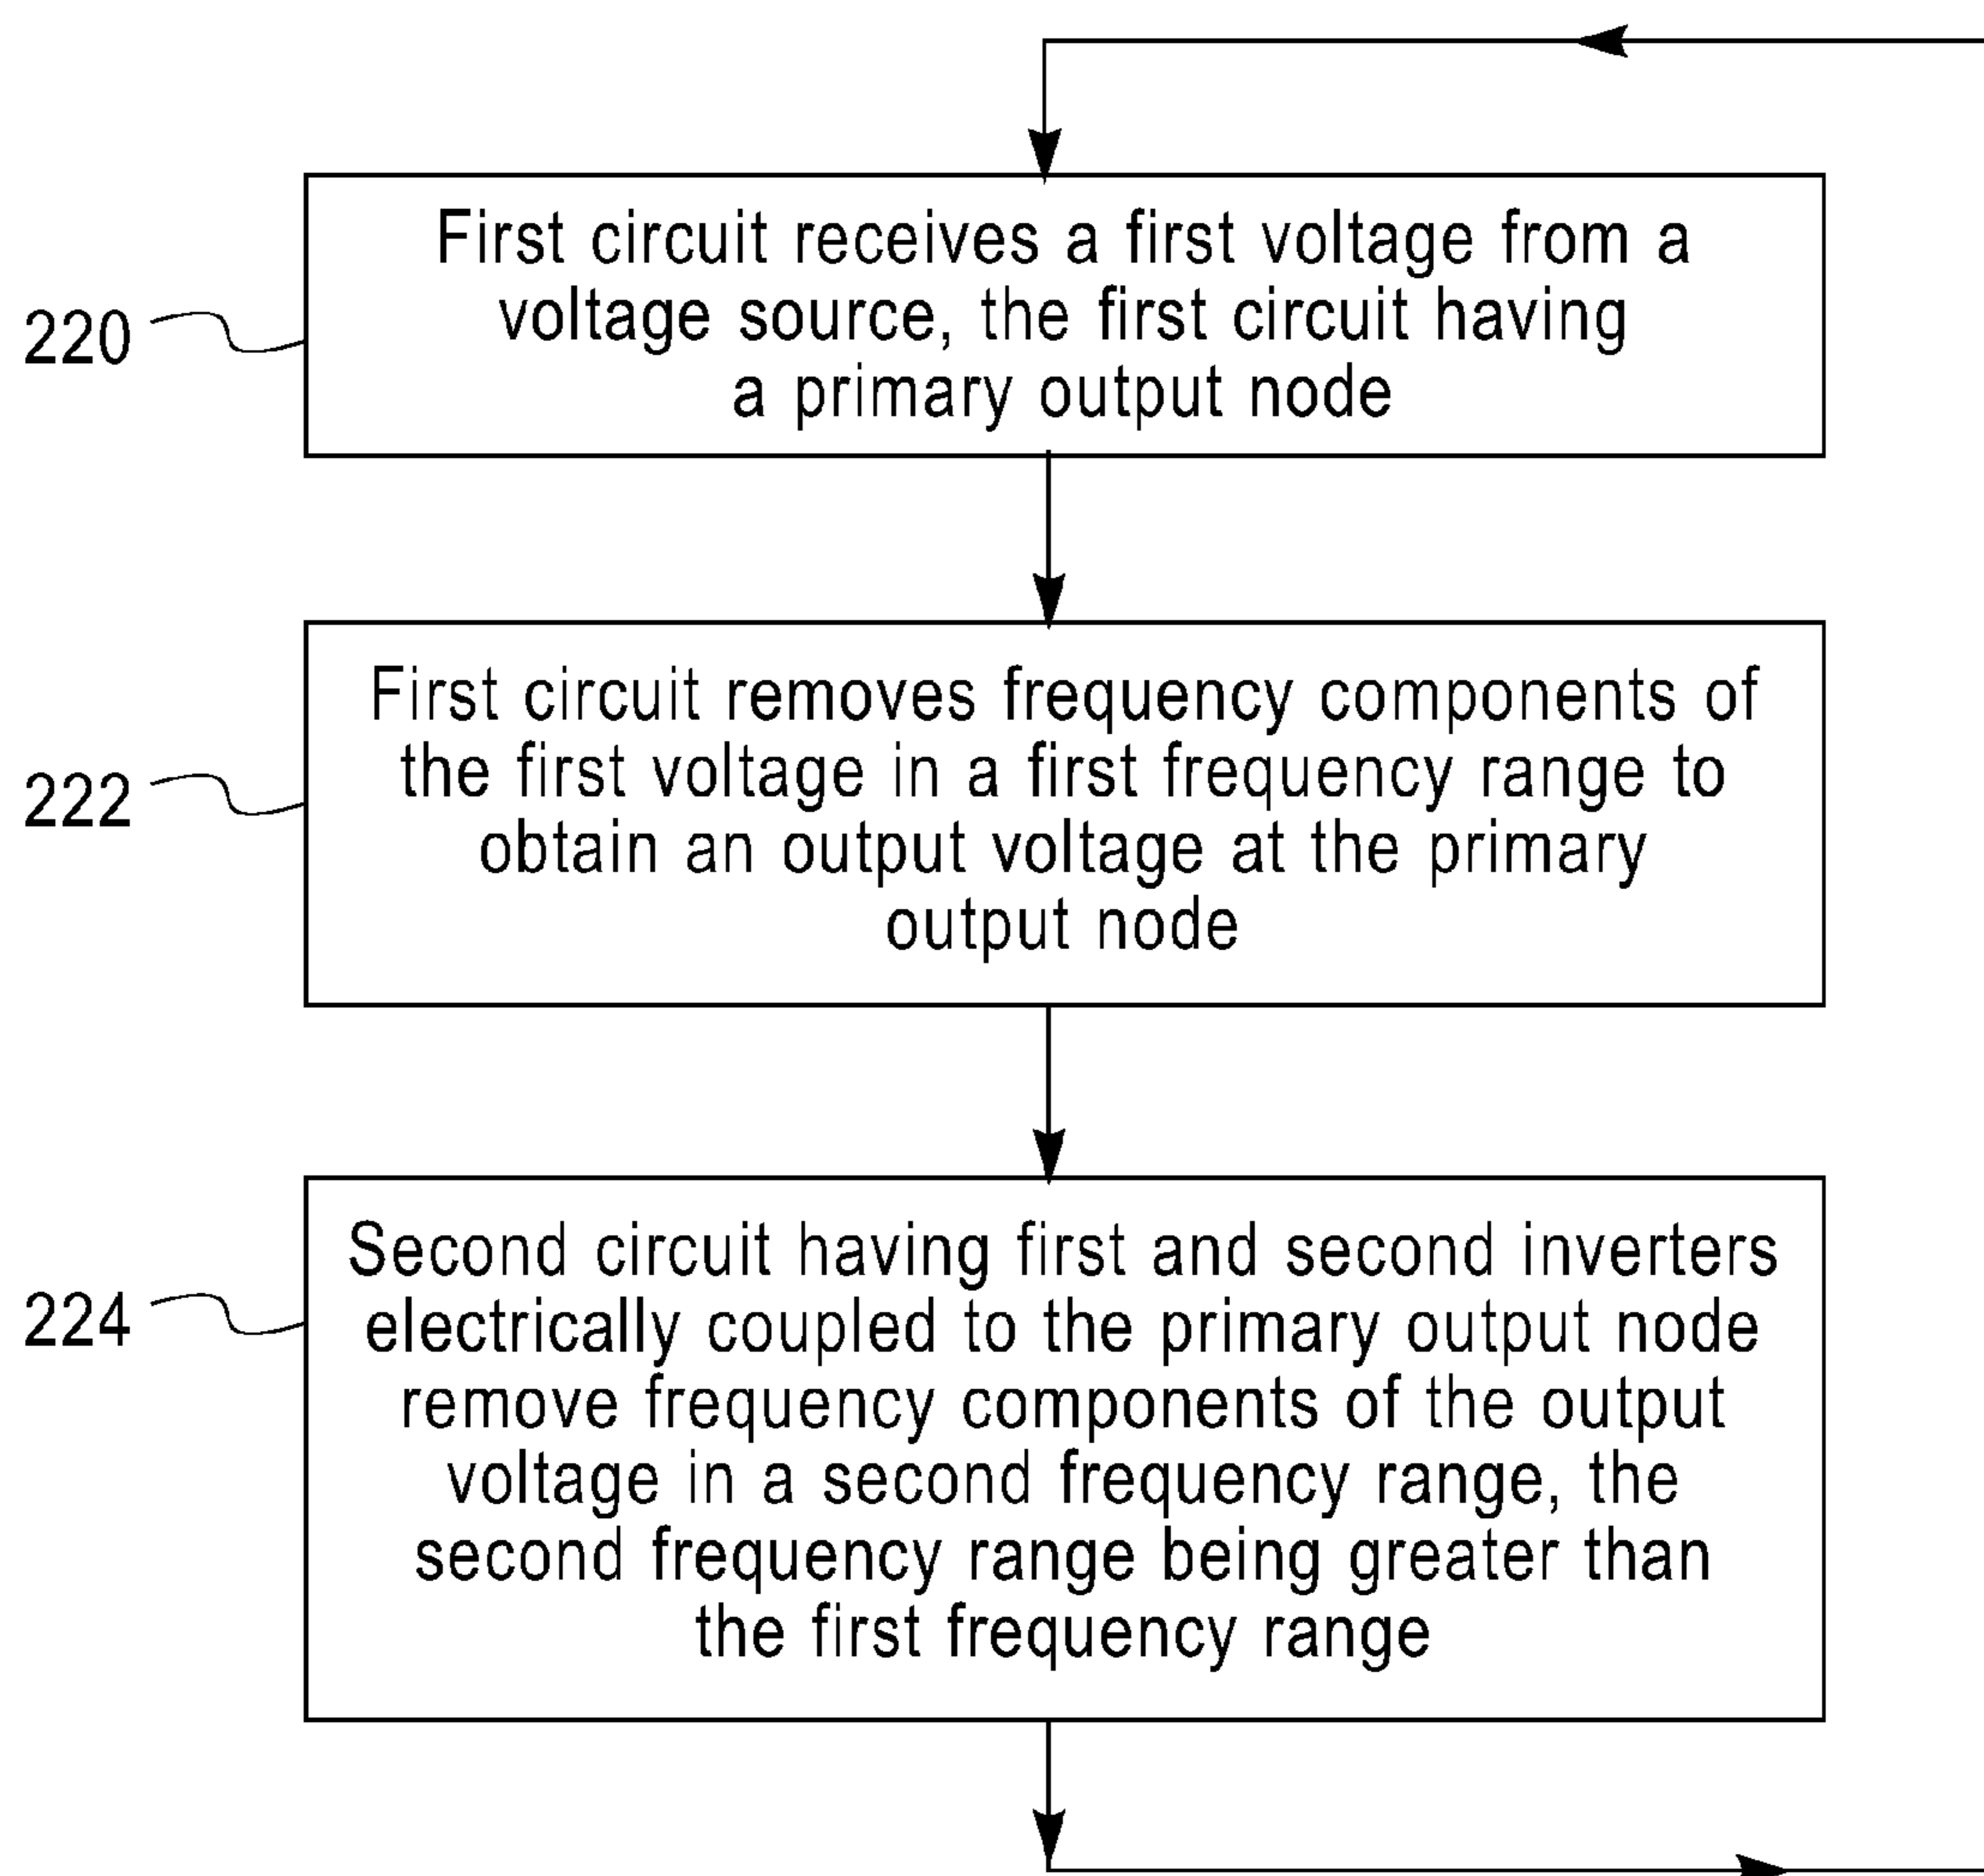 First circuit receives a first voltage from a
voltage source, the first circuit having
a primary output node
220
First circuit removes frequency components of
the first voltage in a first frequency range to
obtain an output voltage at the primary
output node
222
Second circuit having first and second inverters
electrically coupled to the primary output node
remove frequency components of the output
voltage in a second frequency range, the
second frequency range being greater than
the first frequency range
224